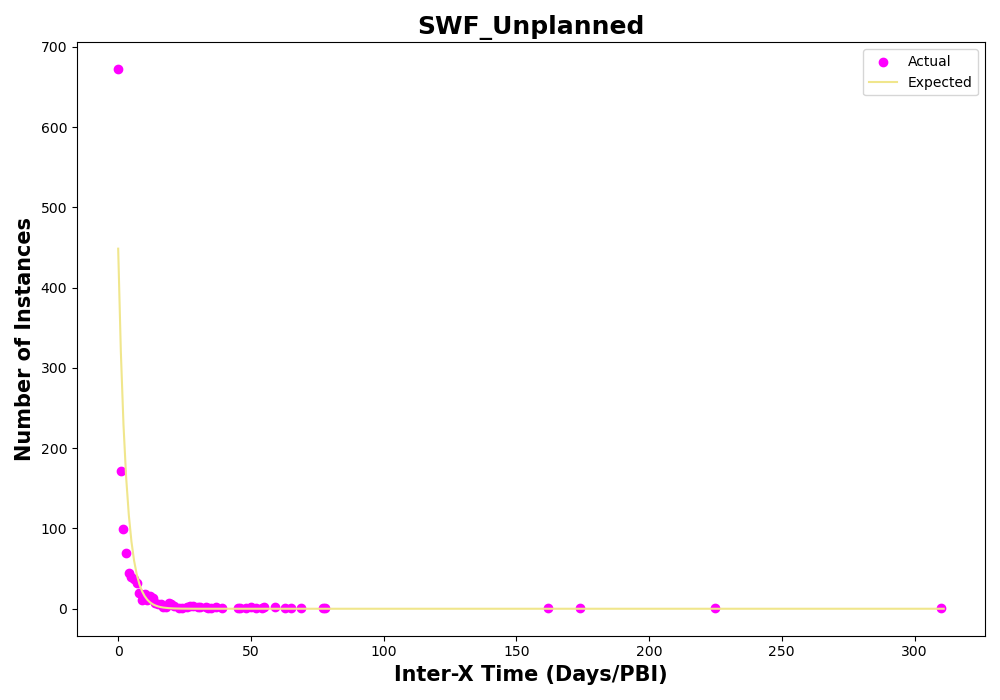 SWF_Unplanned
Actual
Expected
700
600
500
400
300
200
100
0
Number of Instances
0 50 100 150 200 250 300
Inter-X Time (Days/PBI)